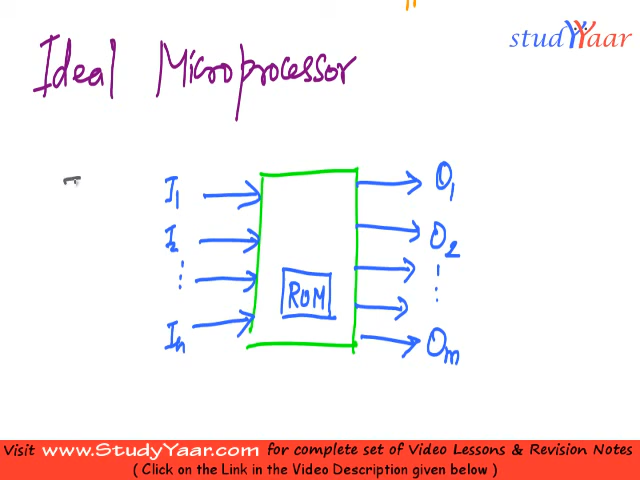 studYYaar
Ideal Microprocessor
I1 O1
I2 O2
⋮ ⋮
ROM
In Om
Visit www.StudyYaar.com for complete set of Video Lessons & Revision Notes
( Click on the Link in the Video Description given below )